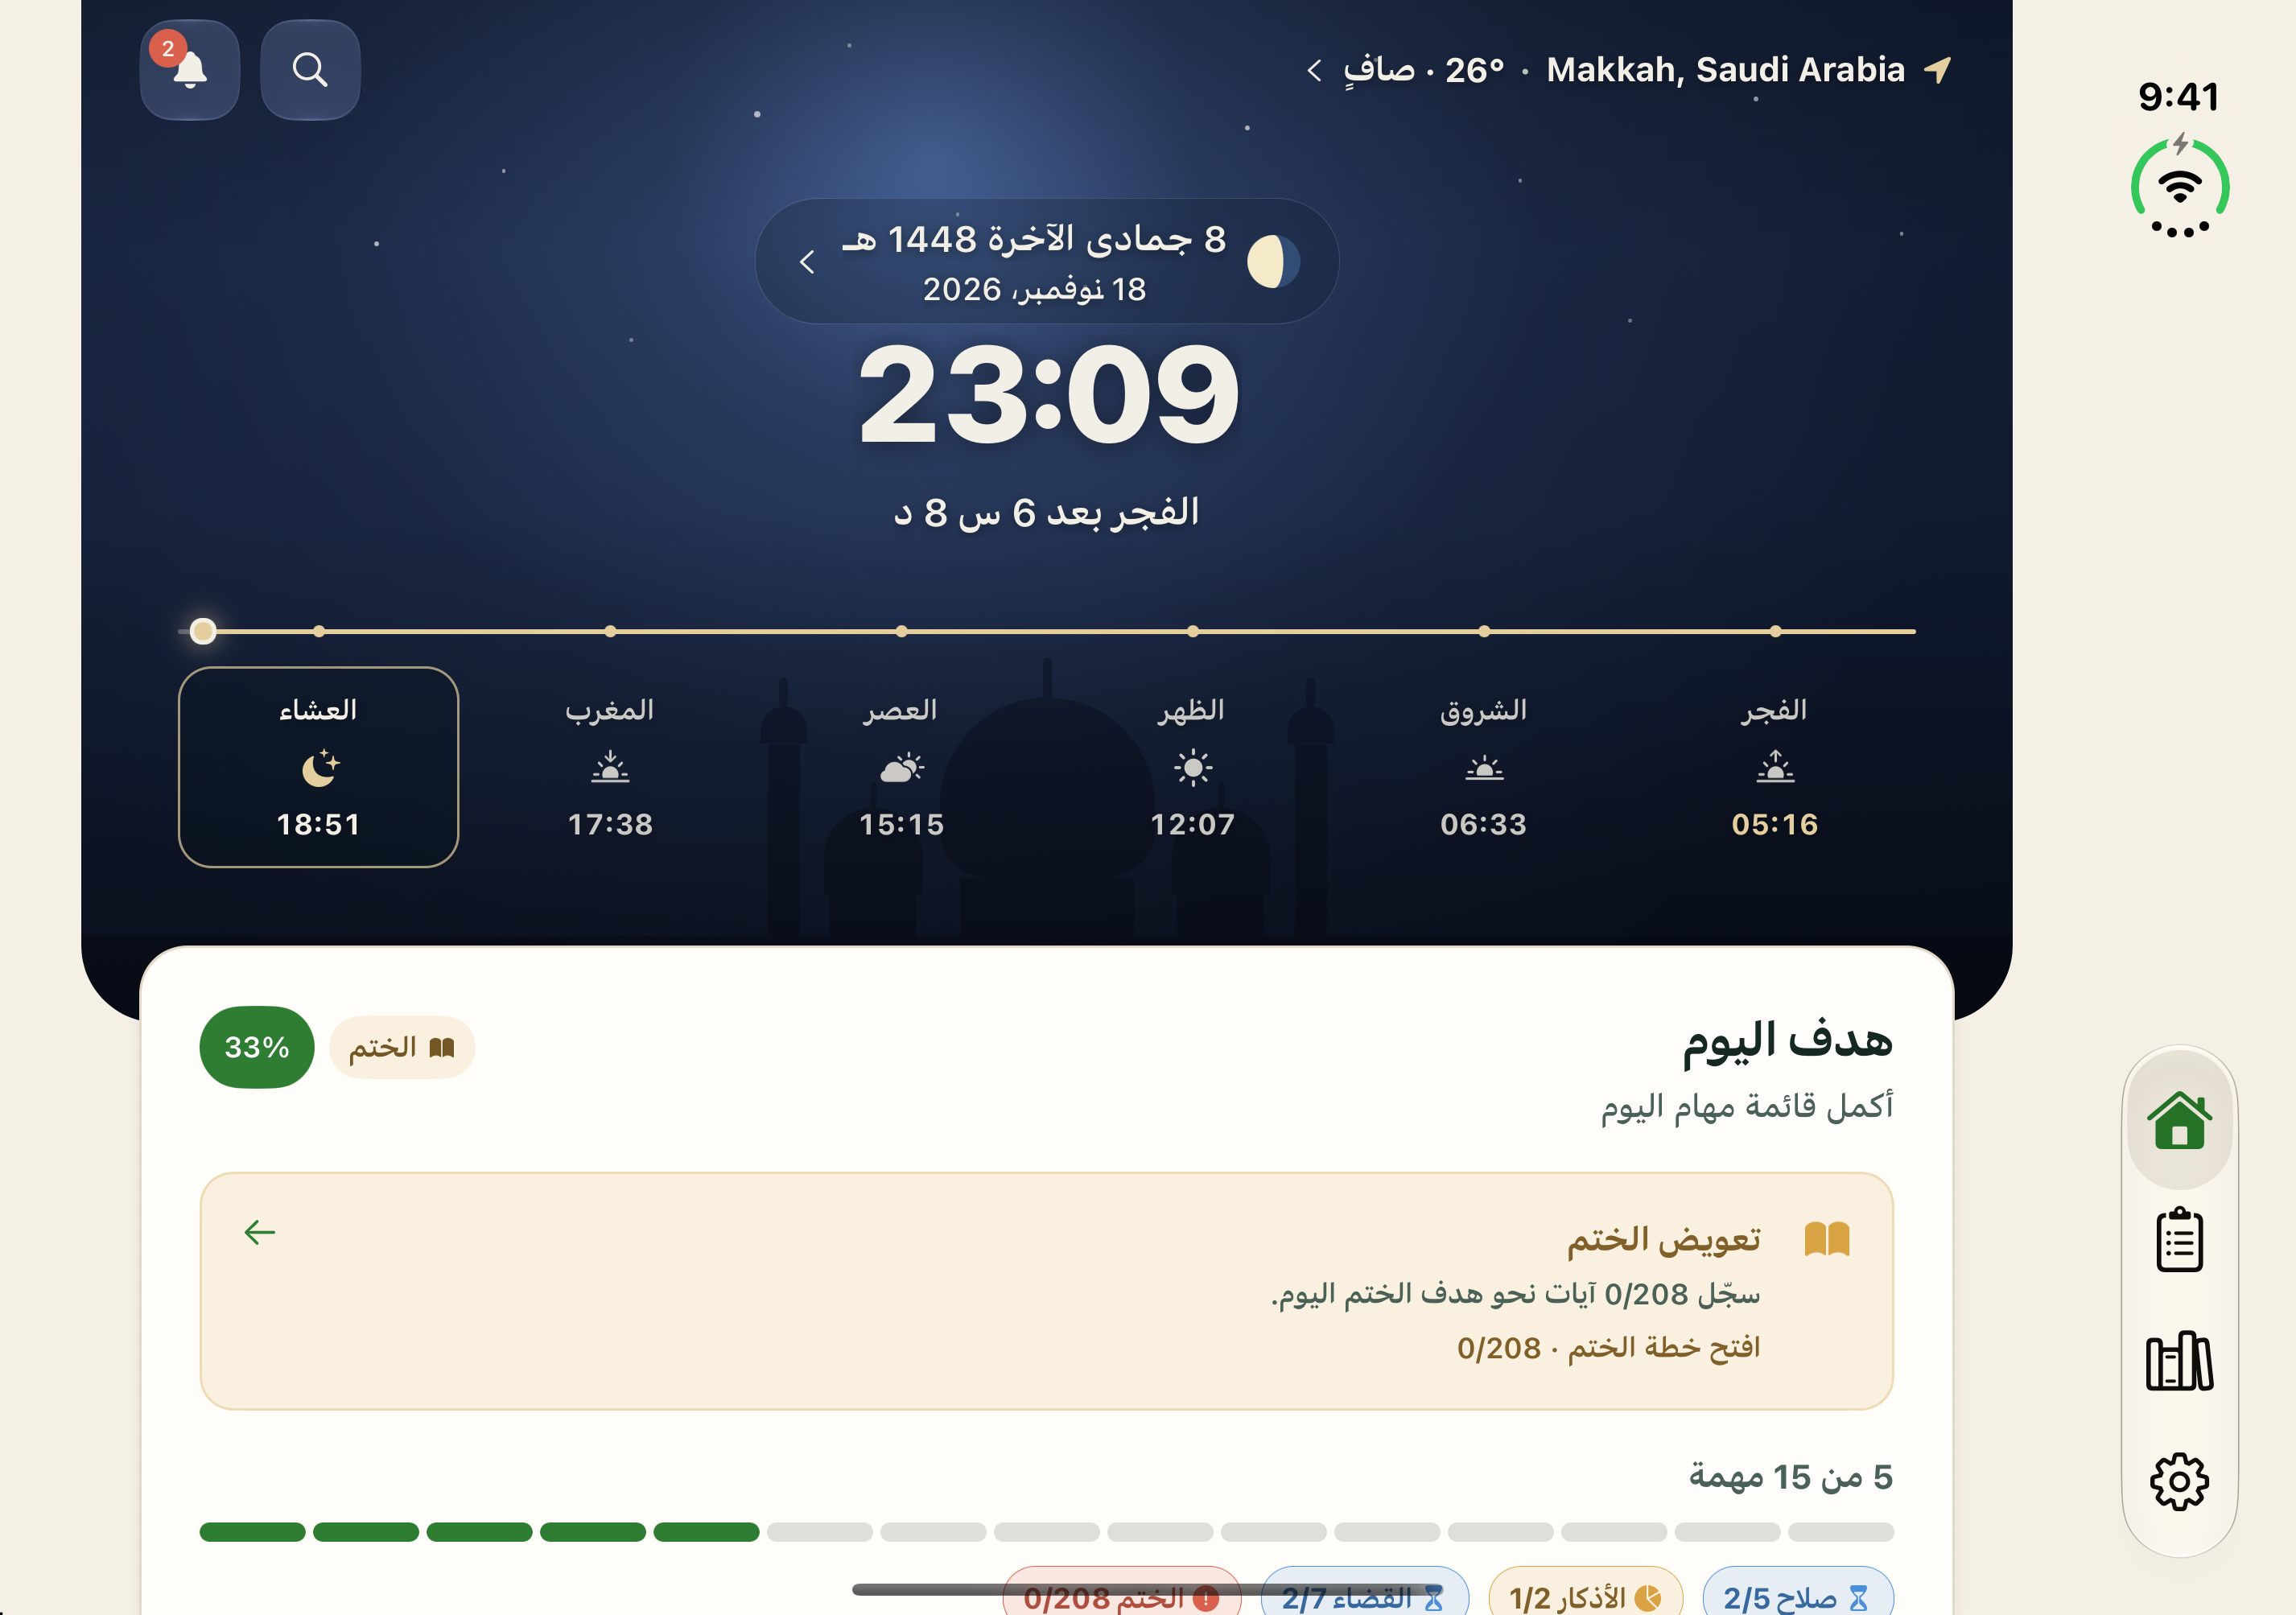 Makkah, Saudi Arabia · 26° · صافٍ
2
9:41
8 جمادى الآخرة 1448 هـ
18 نوفمبر، 2026
23:09
الفجر بعد 6 س 8 د
الفجر الشروق الظهر العصر المغرب العشاء
05:16 06:33 12:07 15:15 17:38 18:51
هدف اليوم
الختم 33%
أكمل قائمة مهام اليوم
تعويض الختم
سجّل 0/208 آيات نحو هدف الختم اليوم.
افتح خطة الختم · 0/208
5 من 15 مهمة
صلاح 2/5 الأذكار 1/2 القضاء 2/7 الختم 0/208